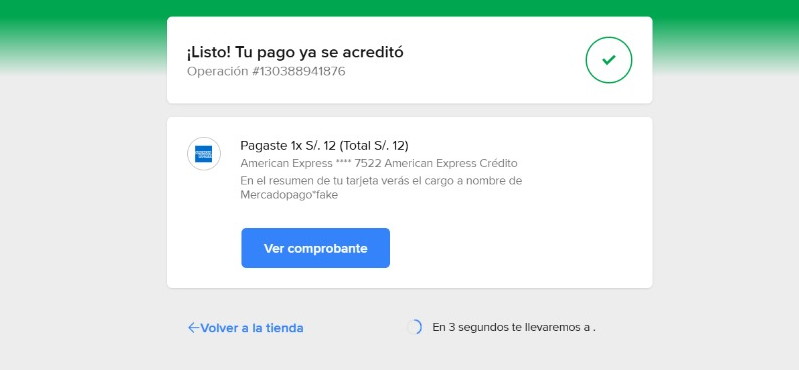 ¡Listo! Tu pago ya se acreditó
Operación #130388941876
Pagaste 1x S/. 12 (Total S/. 12)
American Express **** 7522 American Express Crédito
En el resumen de tu tarjeta verás el cargo a nombre de
Mercadopago*fake
Ver comprobante
←Volver a la tienda
En 3 segundos te llevaremos a .